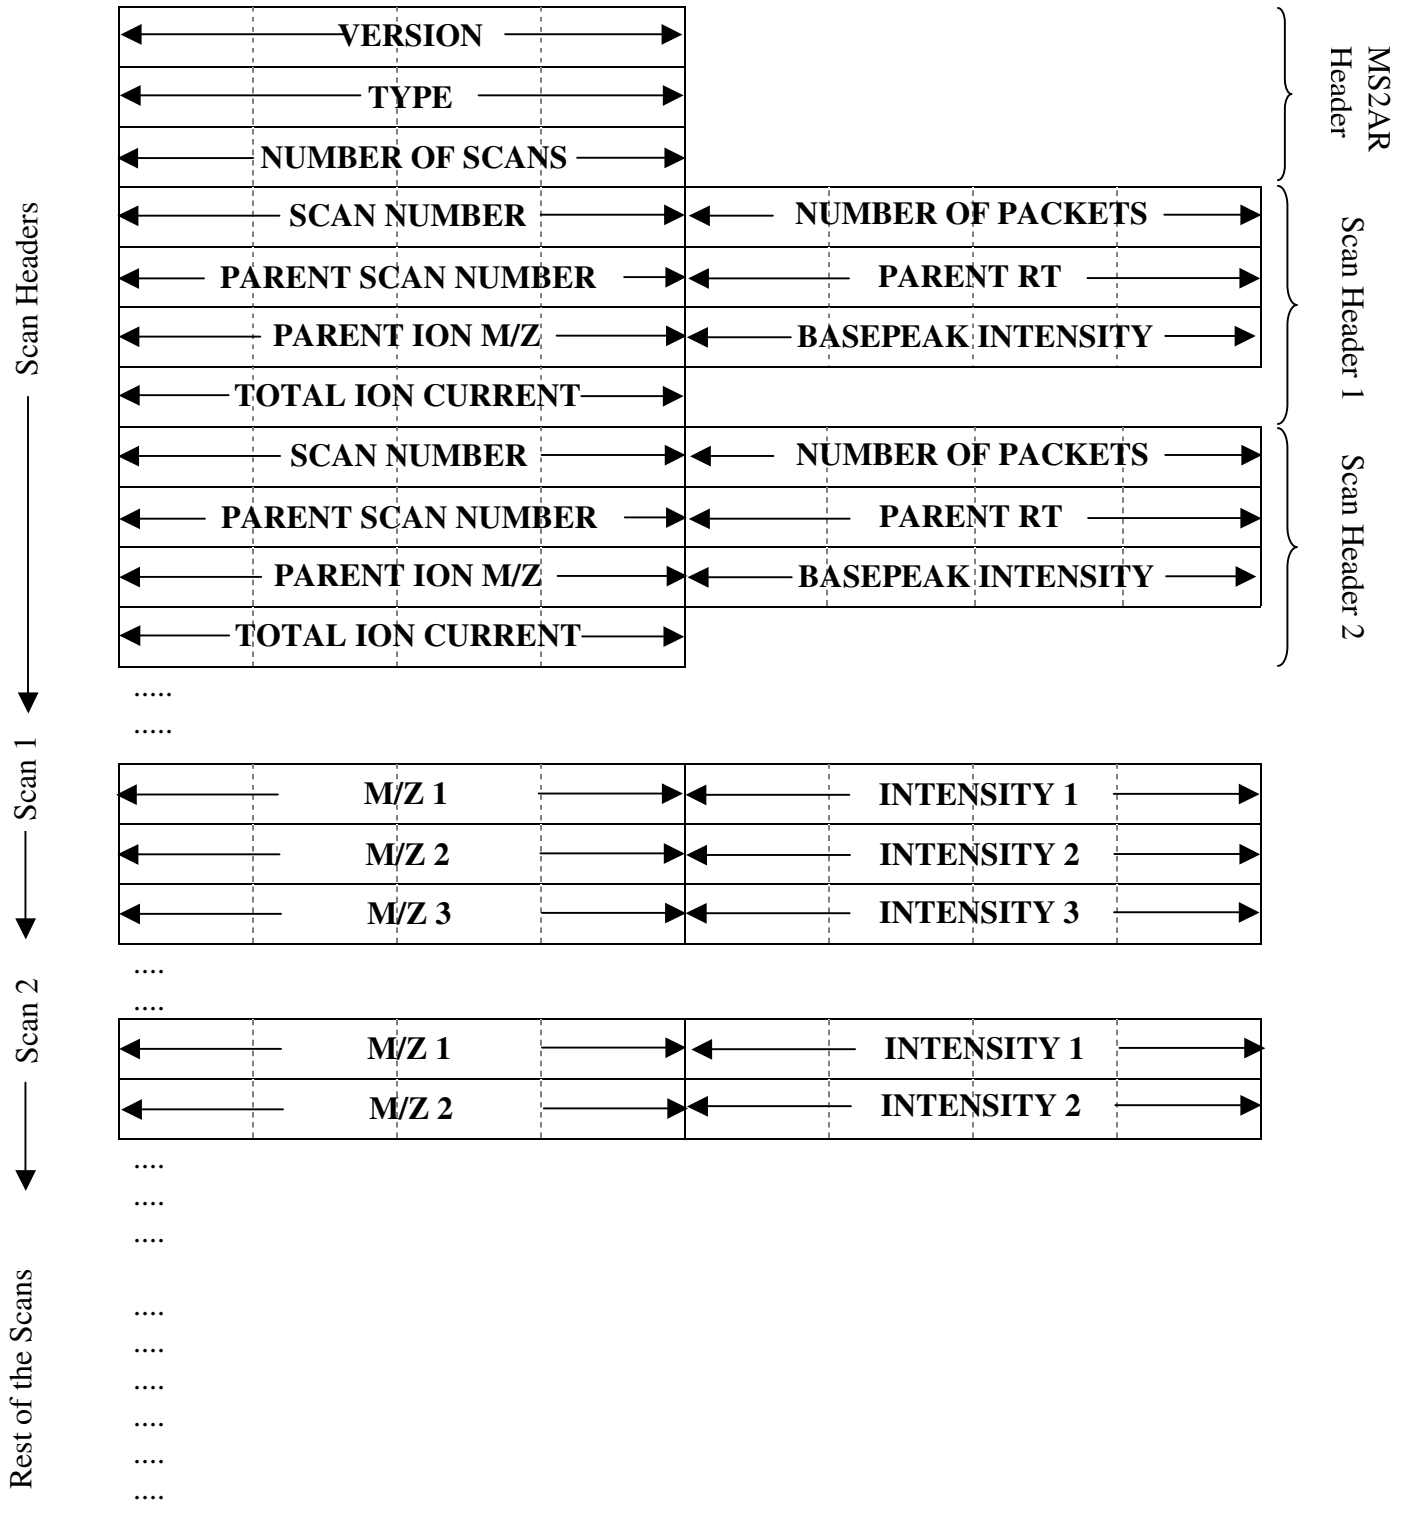 VERSION
TYPE
NUMBER OF SCANS
MS2AR
Header
SCAN NUMBER NUMBER OF PACKETS
PARENT SCAN NUMBER PARENT RT
PARENT ION M/Z BASEPEAK INTENSITY
TOTAL ION CURRENT
Scan Header 1
Scan Headers
SCAN NUMBER NUMBER OF PACKETS
PARENT SCAN NUMBER PARENT RT
PARENT ION M/Z BASEPEAK INTENSITY
TOTAL ION CURRENT
Scan Header 2
.....
.....
Scan 1
M/Z 1 INTENSITY 1
M/Z 2 INTENSITY 2
M/Z 3 INTENSITY 3
....
....
Scan 2
M/Z 1 INTENSITY 1
M/Z 2 INTENSITY 2
....
....
....
Rest of the Scans
....
....
....
....
....
....